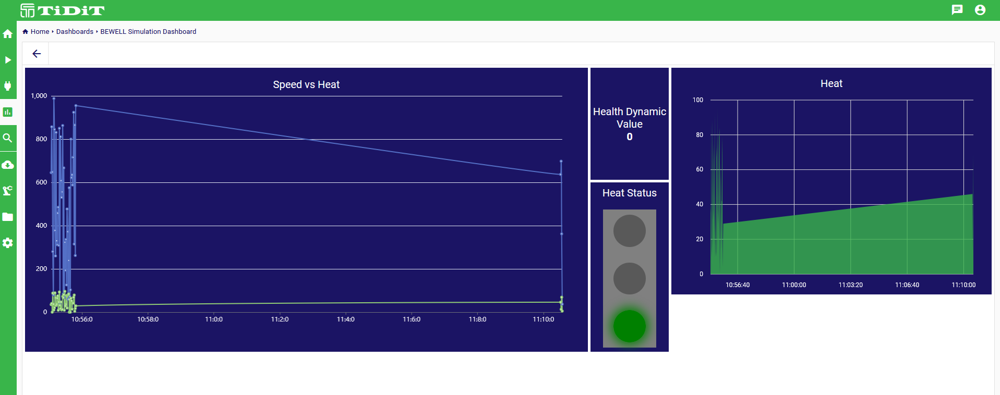 TiDiT
Home
Dashboards
BEWELL Simulation Dashboard
Speed vs Heat
1,000
800
600
400
200
0
10:56:0
10:58:0
11:0:0
11:2:0
11:4:0
11:6:0
11:8:0
11:10:0
Health Dynamic
Value
0
Heat Status
Heat
100
80
60
40
20
0
10:56:40
11:00:00
11:03:20
11:06:40
11:10:00